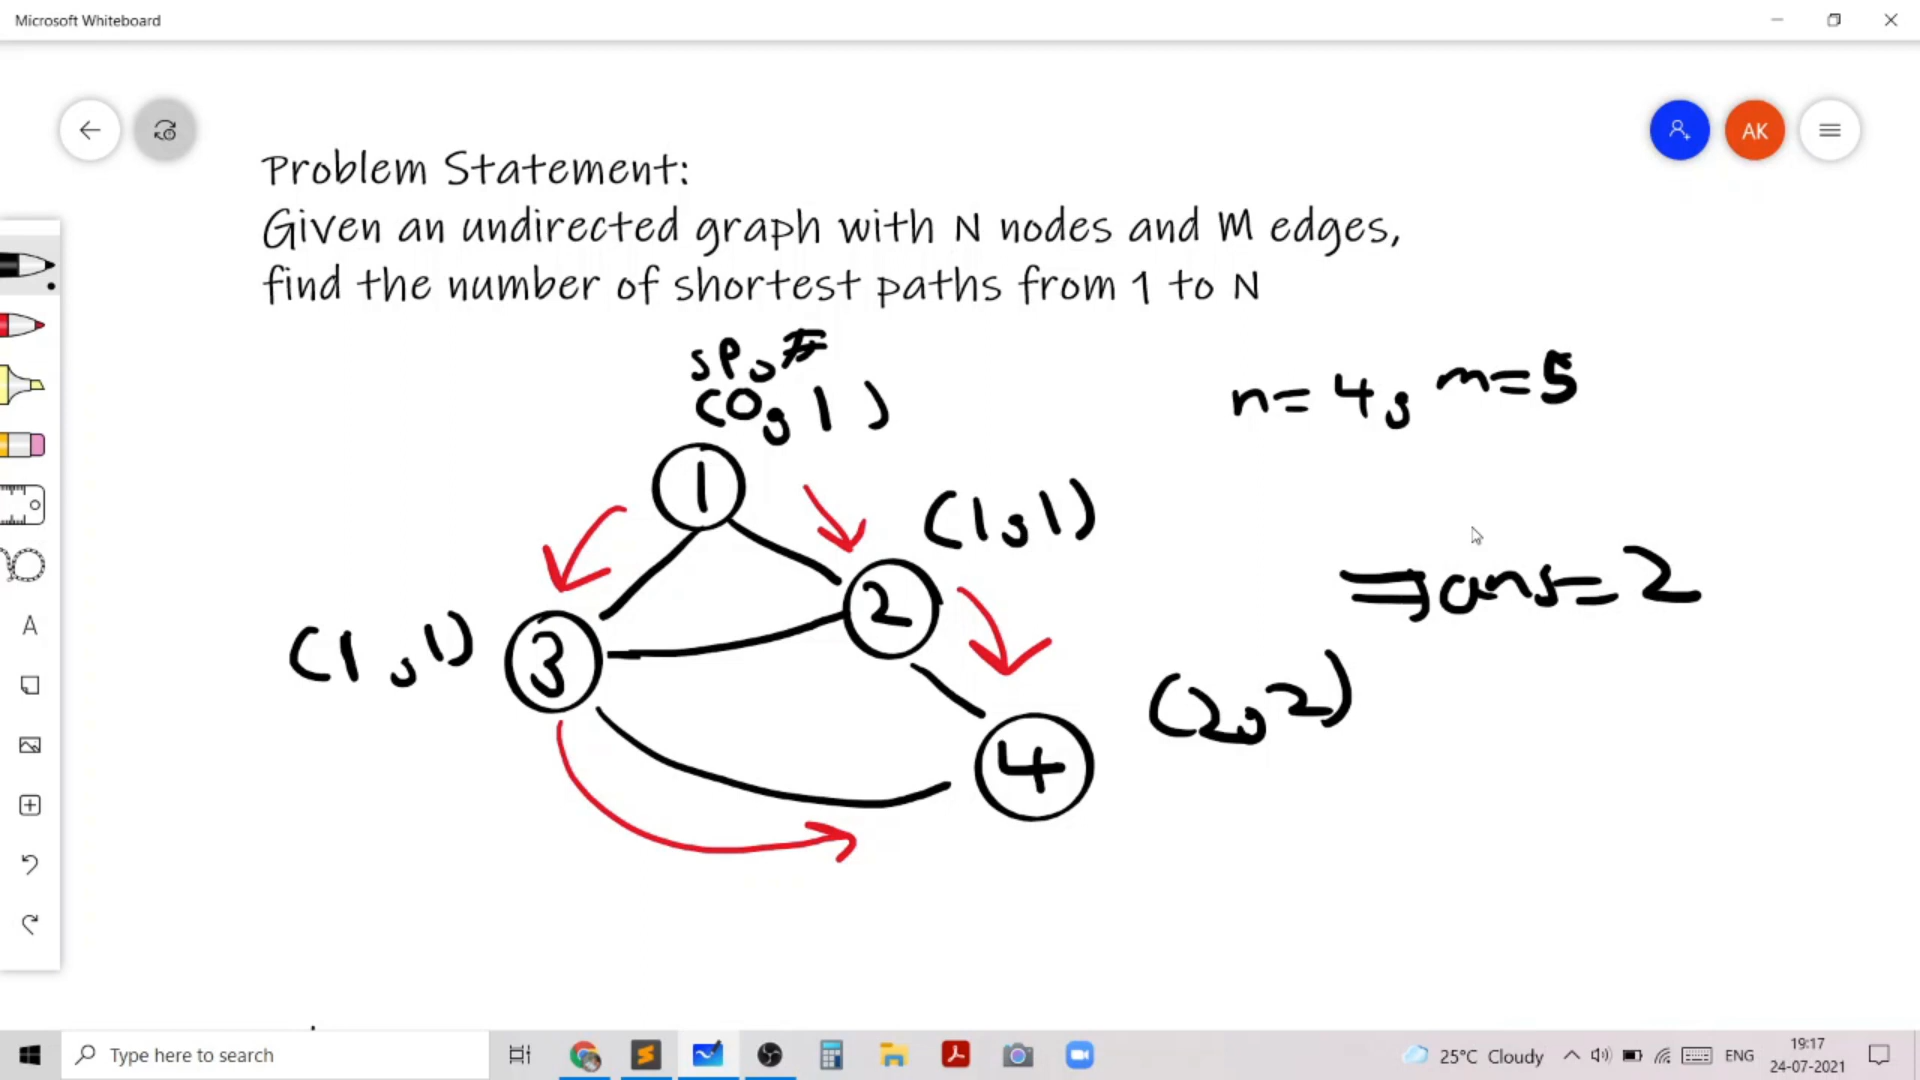 Microsoft Whiteboard
AK
Problem Statement:
Given an undirected graph with N nodes and M edges,
find the number of shortest paths from 1 to N
SP, #
(0, 1)
n= 4, m=5
1
(1, 1)
2
⇒ans=2
(1, 1)
3
(2, 2)
4
A
Type here to search
25°C Cloudy
ENG
19:17
24-07-2021